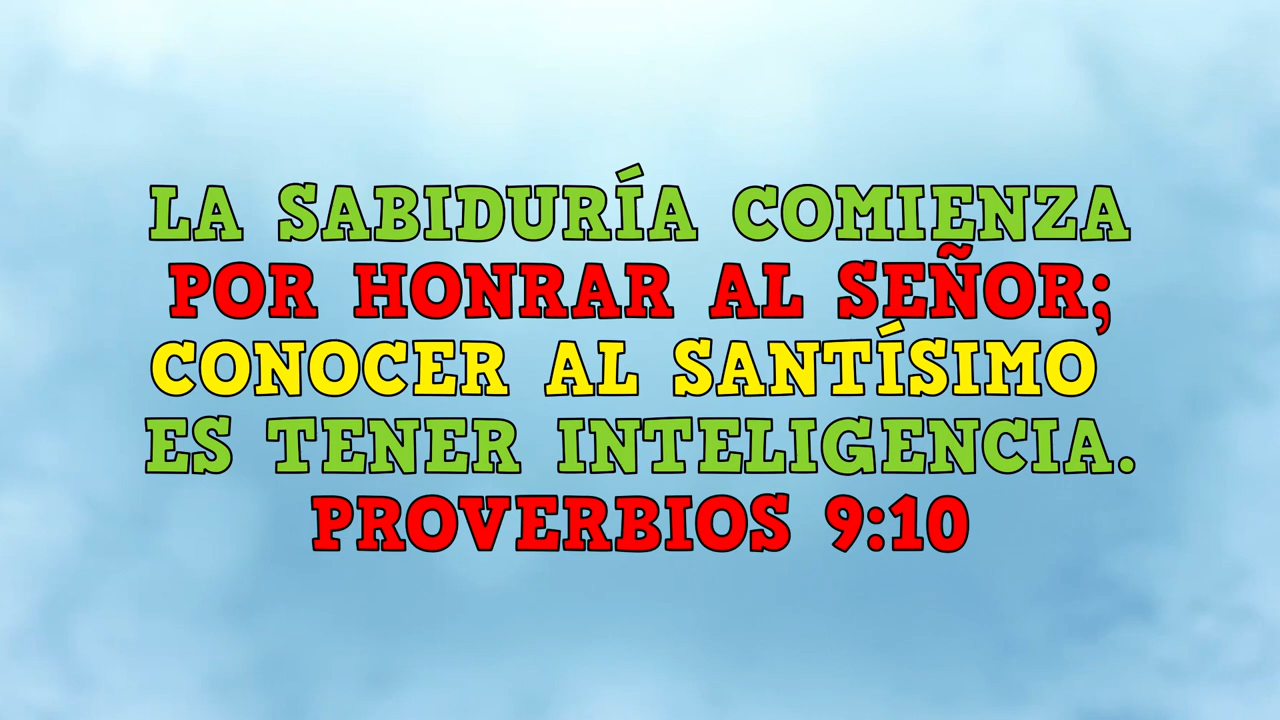 LA SABIDURÍA COMIENZA
POR HONRAR AL SEÑOR;
CONOCER AL SANTÍSIMO
ES TENER INTELIGENCIA.
PROVERBIOS 9:10